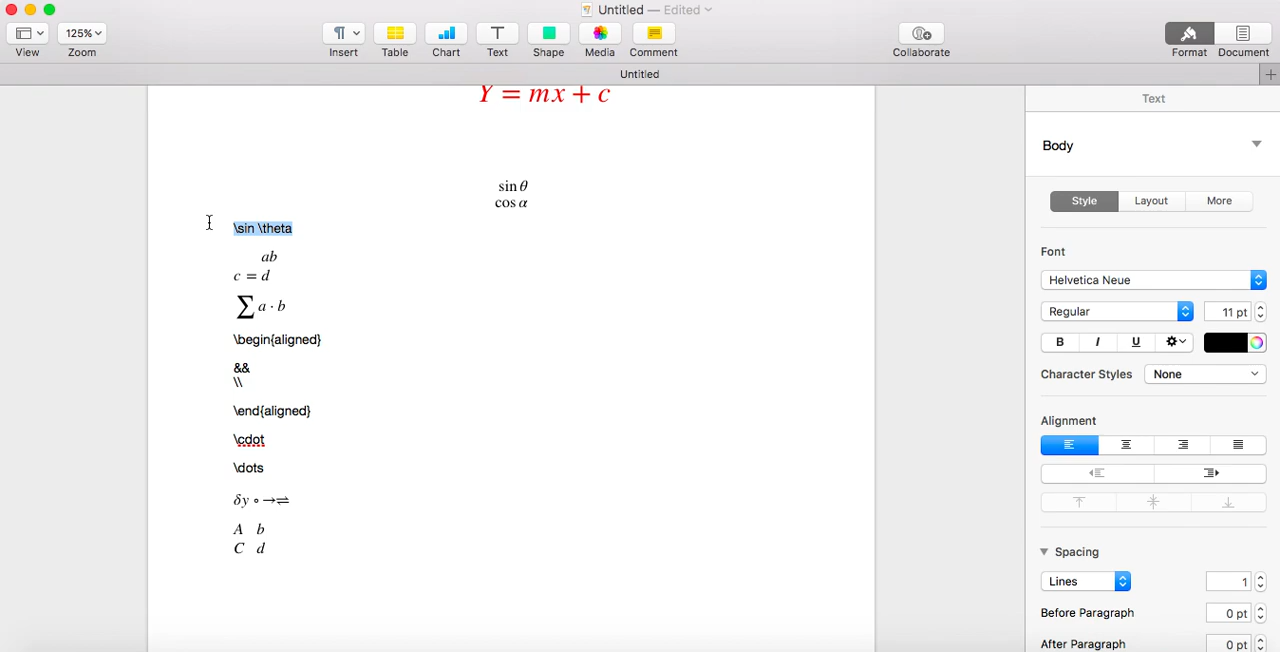 Untitled — Edited
125%
View
Zoom
Insert
Table
Chart
Text
Shape
Media
Comment
Collaborate
Format
Document
Untitled
Y = mx + c
sin θ
cos α
\sin \theta
ab
c = d
∑ a · b
\begin{aligned}
&&
\\
\end{aligned}
\cdot
\dots
δy ∘ →⇌
A b
C d
Text
Body
Style Layout More
Font
Helvetica Neue
Regular 11 pt
B I U
Character Styles None
Alignment
Spacing
Lines 1
Before Paragraph 0 pt
After Paragraph 0 pt